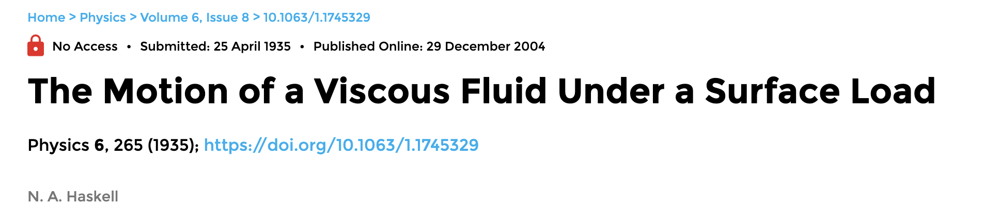 Home > Physics > Volume 6, Issue 8 > 10.1063/1.1745329
No Access • Submitted: 25 April 1935 • Published Online: 29 December 2004
The Motion of a Viscous Fluid Under a Surface Load
Physics 6, 265 (1935); https://doi.org/10.1063/1.1745329
N. A. Haskell